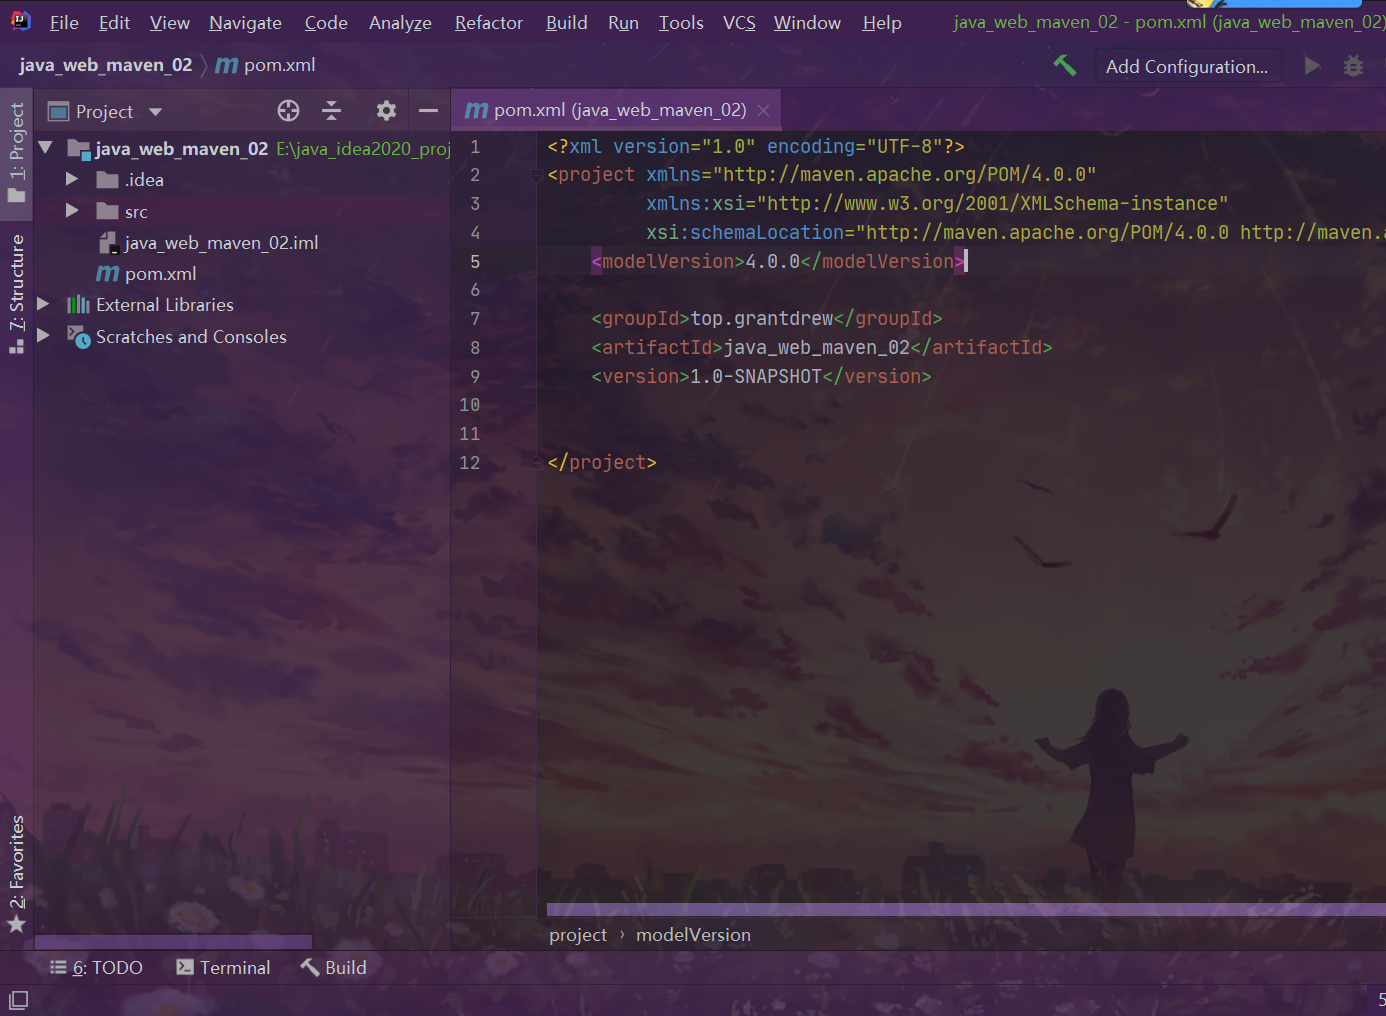 File Edit View Navigate Code Analyze Refactor Build Run Tools VCS Window Help java_web_maven_02 - pom.xml (java_web_maven_02)
java_web_maven_02 pom.xml Add Configuration...
1: Project
Project
pom.xml (java_web_maven_02)
java_web_maven_02 E:\java_idea2020_proj
.idea
src
java_web_maven_02.iml
pom.xml
External Libraries
Scratches and Consoles
7: Structure
2: Favorites
1 <?xml version="1.0" encoding="UTF-8"?>
2 <project xmlns="http://maven.apache.org/POM/4.0.0"
3 xmlns:xsi="http://www.w3.org/2001/XMLSchema-instance"
4 xsi:schemaLocation="http://maven.apache.org/POM/4.0.0 http://maven.a
5 <modelVersion>4.0.0</modelVersion>
6
7 <groupId>top.grantdrew</groupId>
8 <artifactId>java_web_maven_02</artifactId>
9 <version>1.0-SNAPSHOT</version>
10
11
12 </project>
project › modelVersion
6: TODO Terminal Build
5